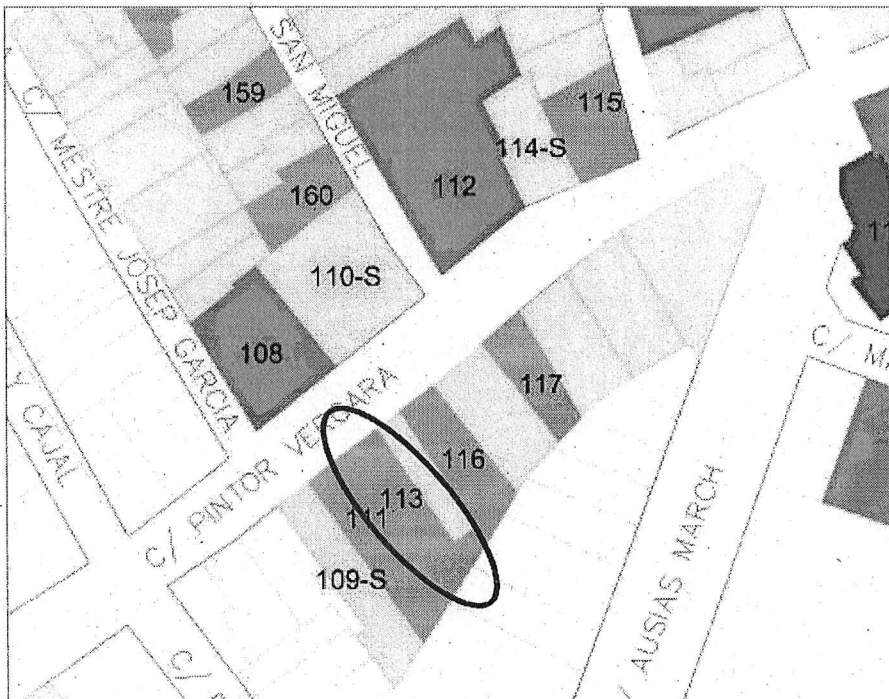 SAN MIGUEL
159
115
114-S
C/ MESTRE JOSEP GARCIA
160
112
110-S
108
C/ MA
Y CAJAL
C/ PINTOR VERGARA
117
116
113
111
109-S
AUSIAS MARCH
C/